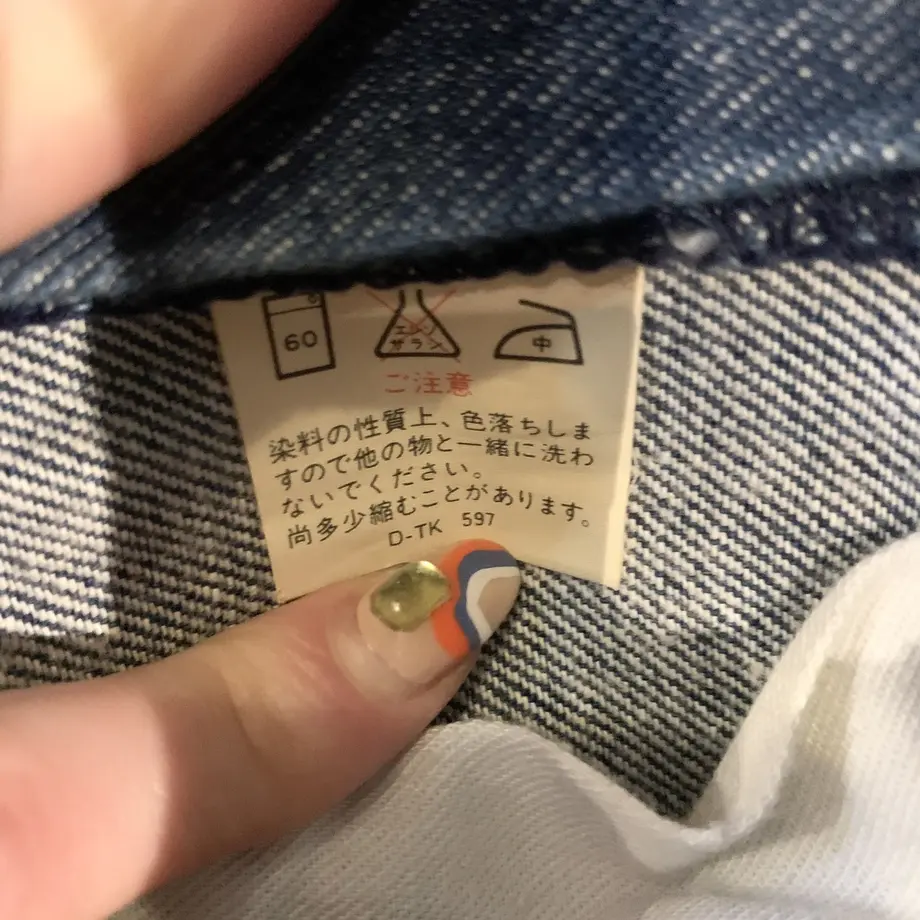 60
エンソ
サラシ
中
ご注意
染料の性質上、色落ちしま
すので他の物と一緒に洗わ
ないでください。
尚多少縮むことがあります。
D-TK 597